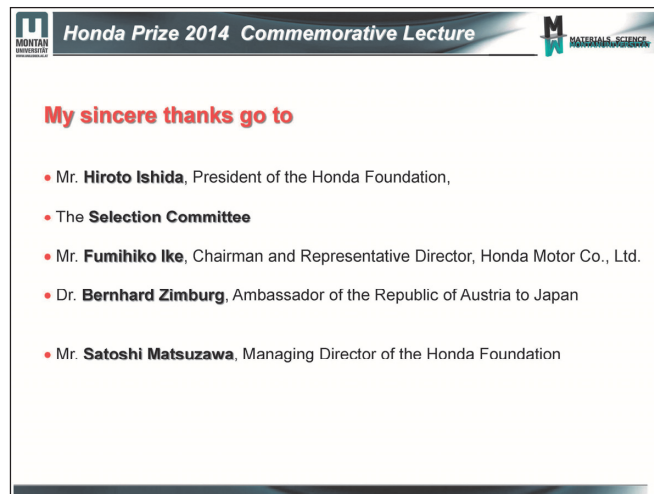 MONTAN
UNIVERSITÄT
Honda Prize 2014 Commemorative Lecture
MATERIALS SCIENCE
My sincere thanks go to
• Mr. Hiroto Ishida, President of the Honda Foundation,
• The Selection Committee
• Mr. Fumihiko Ike, Chairman and Representative Director, Honda Motor Co., Ltd.
• Dr. Bernhard Zimburg, Ambassador of the Republic of Austria to Japan
• Mr. Satoshi Matsuzawa, Managing Director of the Honda Foundation